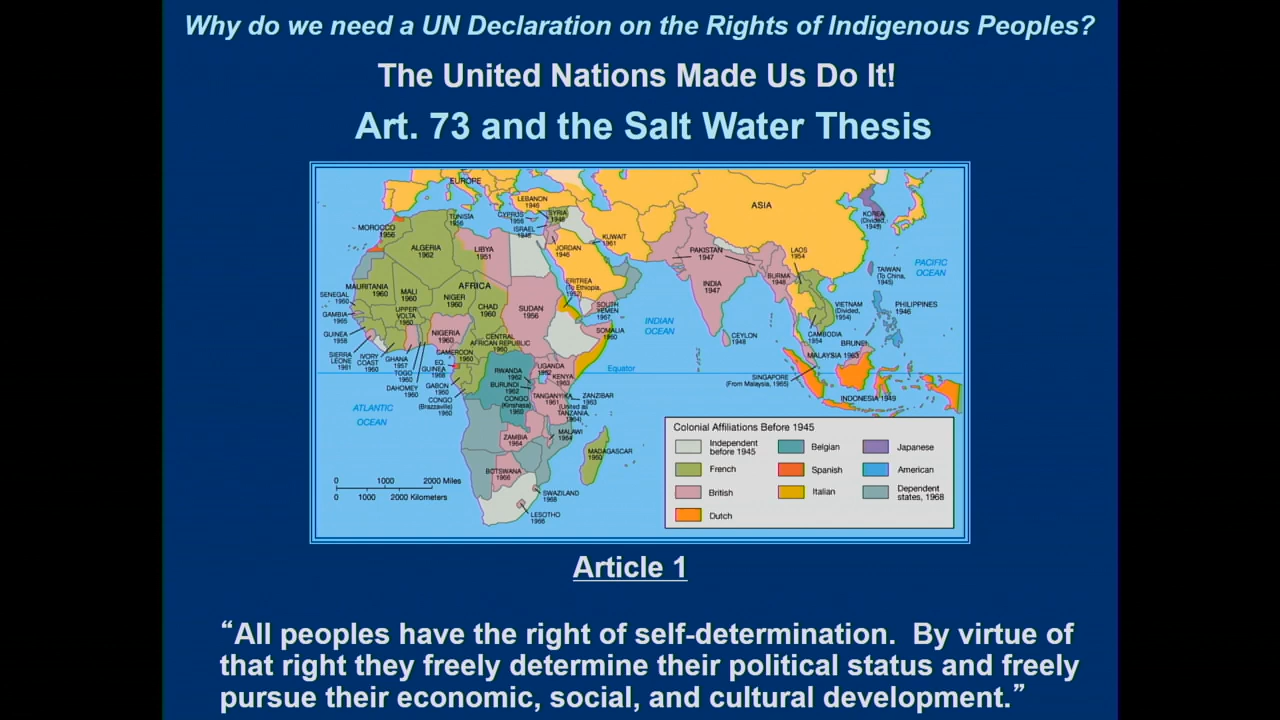 Why do we need a UN Declaration on the Rights of Indigenous Peoples?
The United Nations Made Us Do It!
Art. 73 and the Salt Water Thesis
EUROPE
ASIA
LEBANON
1946
SYRIA
1946
CYPRUS
1956
ISRAEL
1948
TUNISIA
1956
MOROCCO
1956
ALGERIA
1962
LIBYA
1951
JORDAN
1946
KUWAIT
1961
KOREA
(Divided,
1945)
PACIFIC
OCEAN
TAIWAN
(To China,
1945)
PAKISTAN
1947
LAOS
1954
BURMA
1948
INDIA
1947
MAURITANIA
1960
MALI
1960
AFRICA
NIGER
1960
CHAD
1960
SUDAN
1956
ERITREA
(To Ethiopia,
SOUTH
YEMEN
1967
SENEGAL
1960
GAMBIA
1965
GUINEA
1958
UPPER
VOLTA
1960
NIGERIA
1960
CENTRAL
AFRICAN REPUBLIC
1960
SOMALIA
1960
INDIAN
OCEAN
CEYLON
1948
VIETNAM
(Divided,
1954)
PHILIPPINES
1946
CAMBODIA
1954
BRUNEI
MALAYSIA 1963
SINGAPORE
(From Malaysia, 1965)
INDONESIA 1949
SIERRA
LEONE
1961
IVORY
COAST
1960
GHANA
1957
TOGO
1960
DAHOMEY
1960
CAMEROON
1960
EQ.
GUINEA
1968
GABON
1960
CONGO
(Brazzaville)
1960
RWANDA
1962
BURUNDI
1962
CONGO
(Kinshasa)
1960
UGANDA
1962
KENYA
1963
TANGANYIKA
1961
(United as
TANZANIA,
1964)
ZANZIBAR
1963
Equator
ATLANTIC
OCEAN
ZAMBIA
1964
MALAWI
1964
MADAGASCAR
1960
BOTSWANA
1966
SWAZILAND
1968
LESOTHO
1966
0 1000 2000 Miles
0 1000 2000 Kilometers
Colonial Affiliations Before 1945
Independent
before 1945
French
British
Dutch
Belgian
Spanish
Italian
Japanese
American
Dependent
states, 1968
Article 1
“All peoples have the right of self-determination. By virtue of
that right they freely determine their political status and freely
pursue their economic, social, and cultural development.”